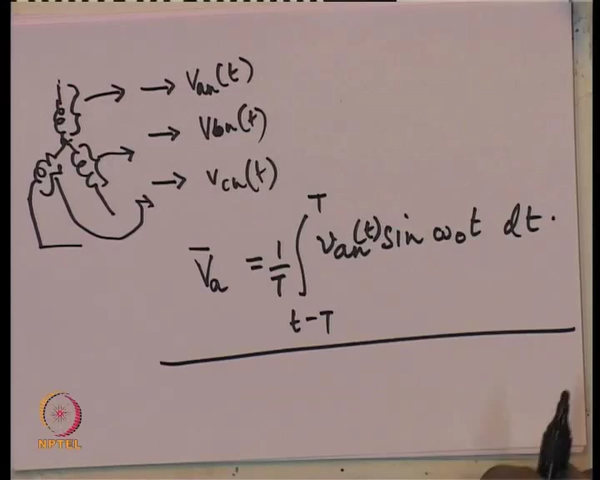 → → Van(t)
→ Vbn(t)
→ Vcn(t)
V̄a = 1/T ∫_{t-T}^{T} Van(t) sin ω₀t dt.
NPTEL